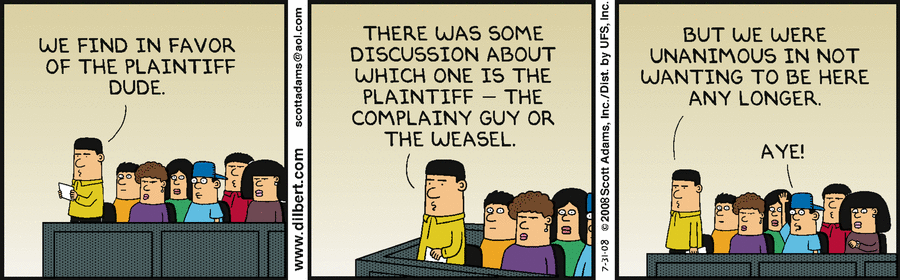 WE FIND IN FAVOR
OF THE PLAINTIFF
DUDE.
www.dilbert.com
scottadams@aol.com
THERE WAS SOME
DISCUSSION ABOUT
WHICH ONE IS THE
PLAINTIFF — THE
COMPLAINY GUY OR
THE WEASEL.
7-31-08 © 2008 Scott Adams, Inc./Dist. by UFS, Inc.
BUT WE WERE
UNANIMOUS IN NOT
WANTING TO BE HERE
ANY LONGER.
AYE!